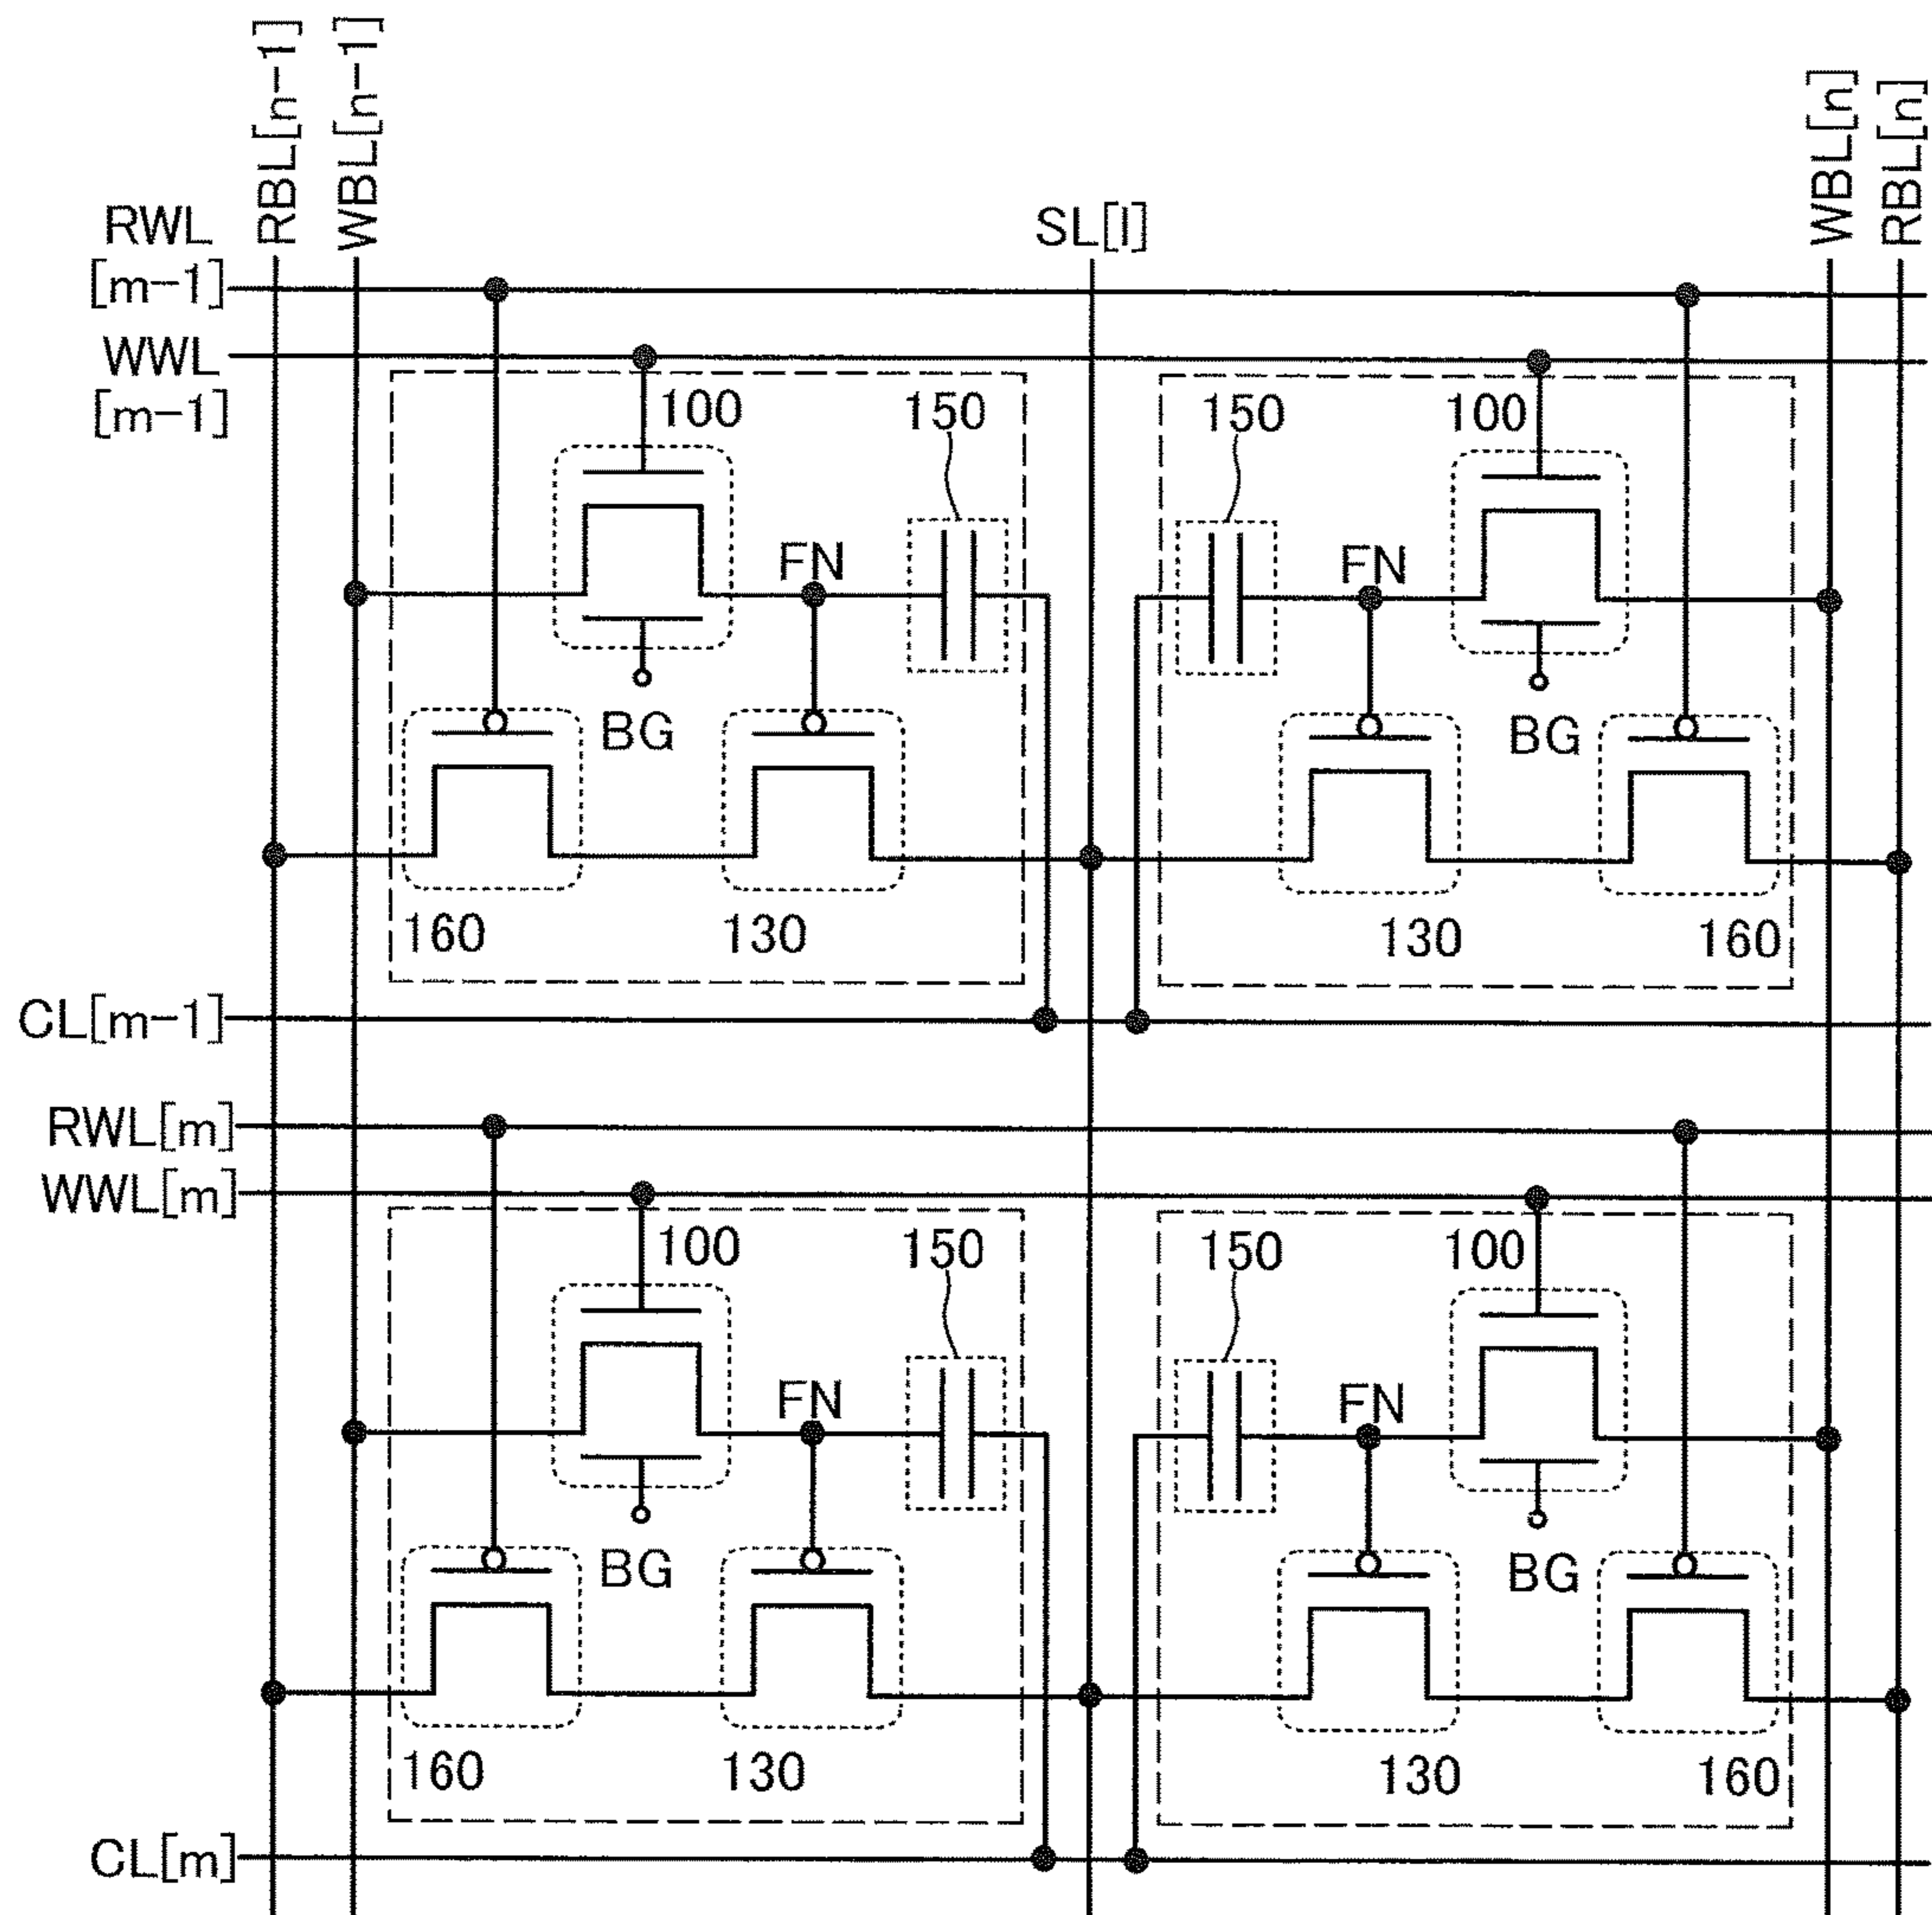 RBL[n-1]
WBL[n-1]
WBL[n]
RBL[n]
RWL
[m-1]
SL[l]
WWL
[m-1]
100
150
150
100
FN
FN
BG
BG
160
130
130
160
CL[m-1]
RWL[m]
WWL[m]
100
150
150
100
FN
FN
BG
BG
160
130
130
160
CL[m]